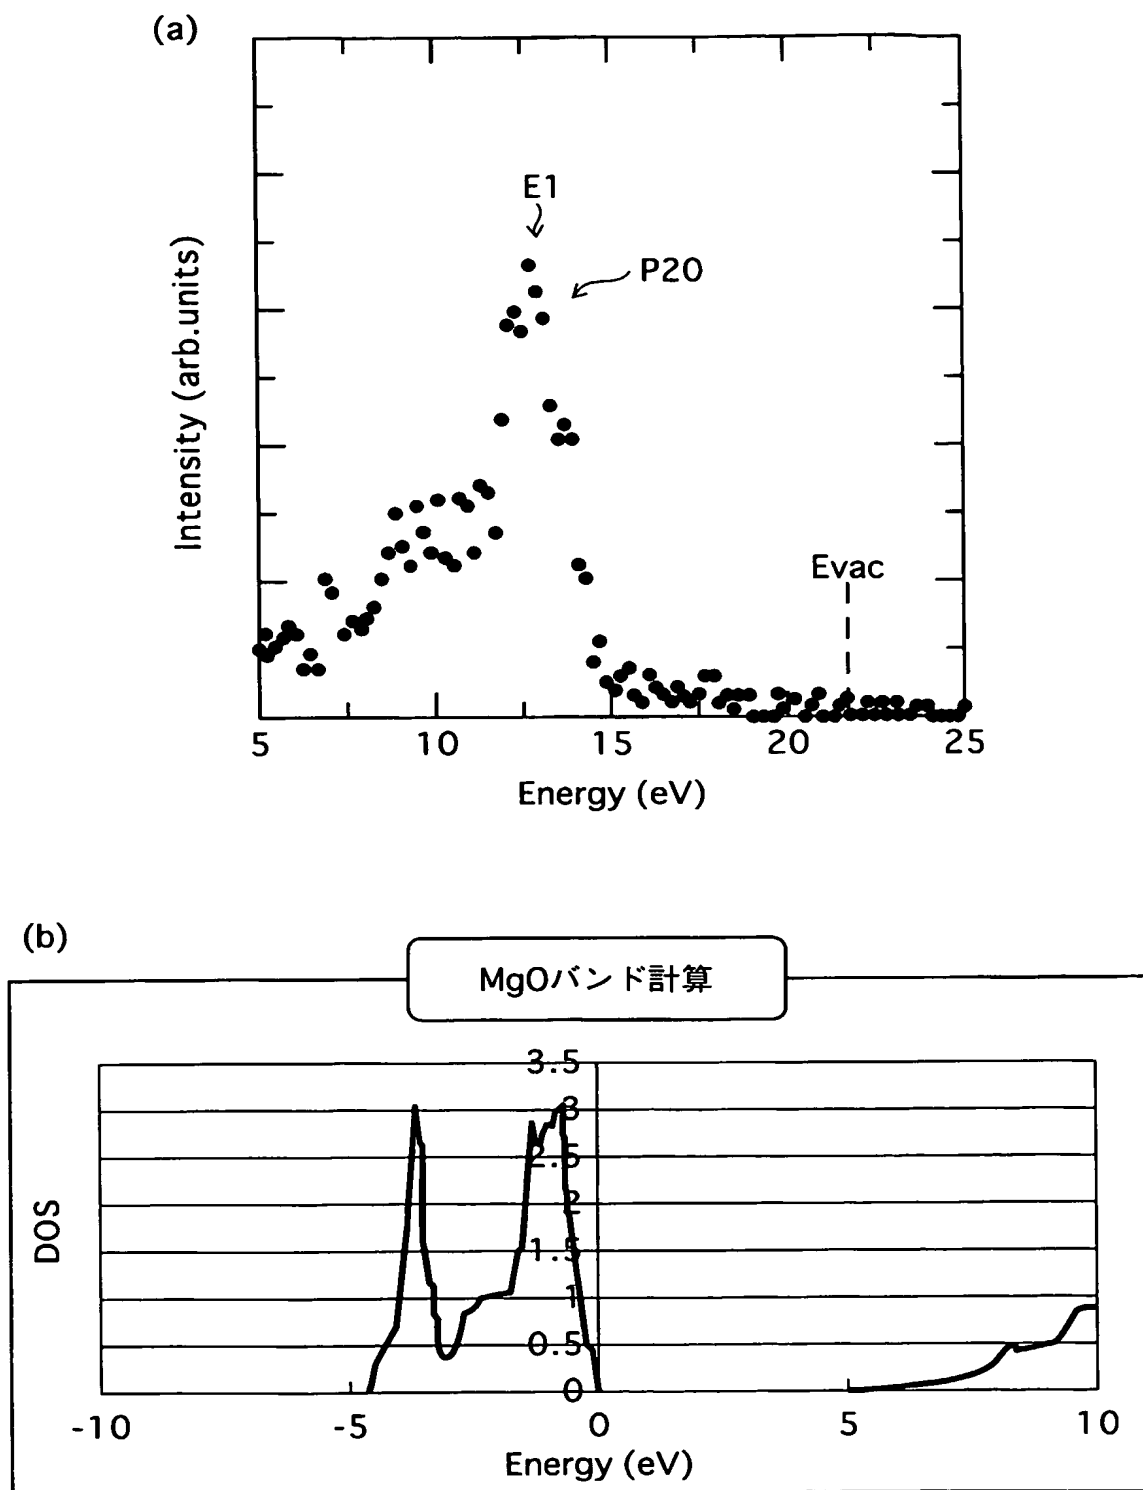 (a)
E1
P20
Evac
Intensity (arb.units)
5 10 15 20 25
Energy (eV)
(b)
MgOバンド計算
3.5
3
2.5
2
1.5
1
0.5
0
DOS
-10 -5 0 5 10
Energy (eV)